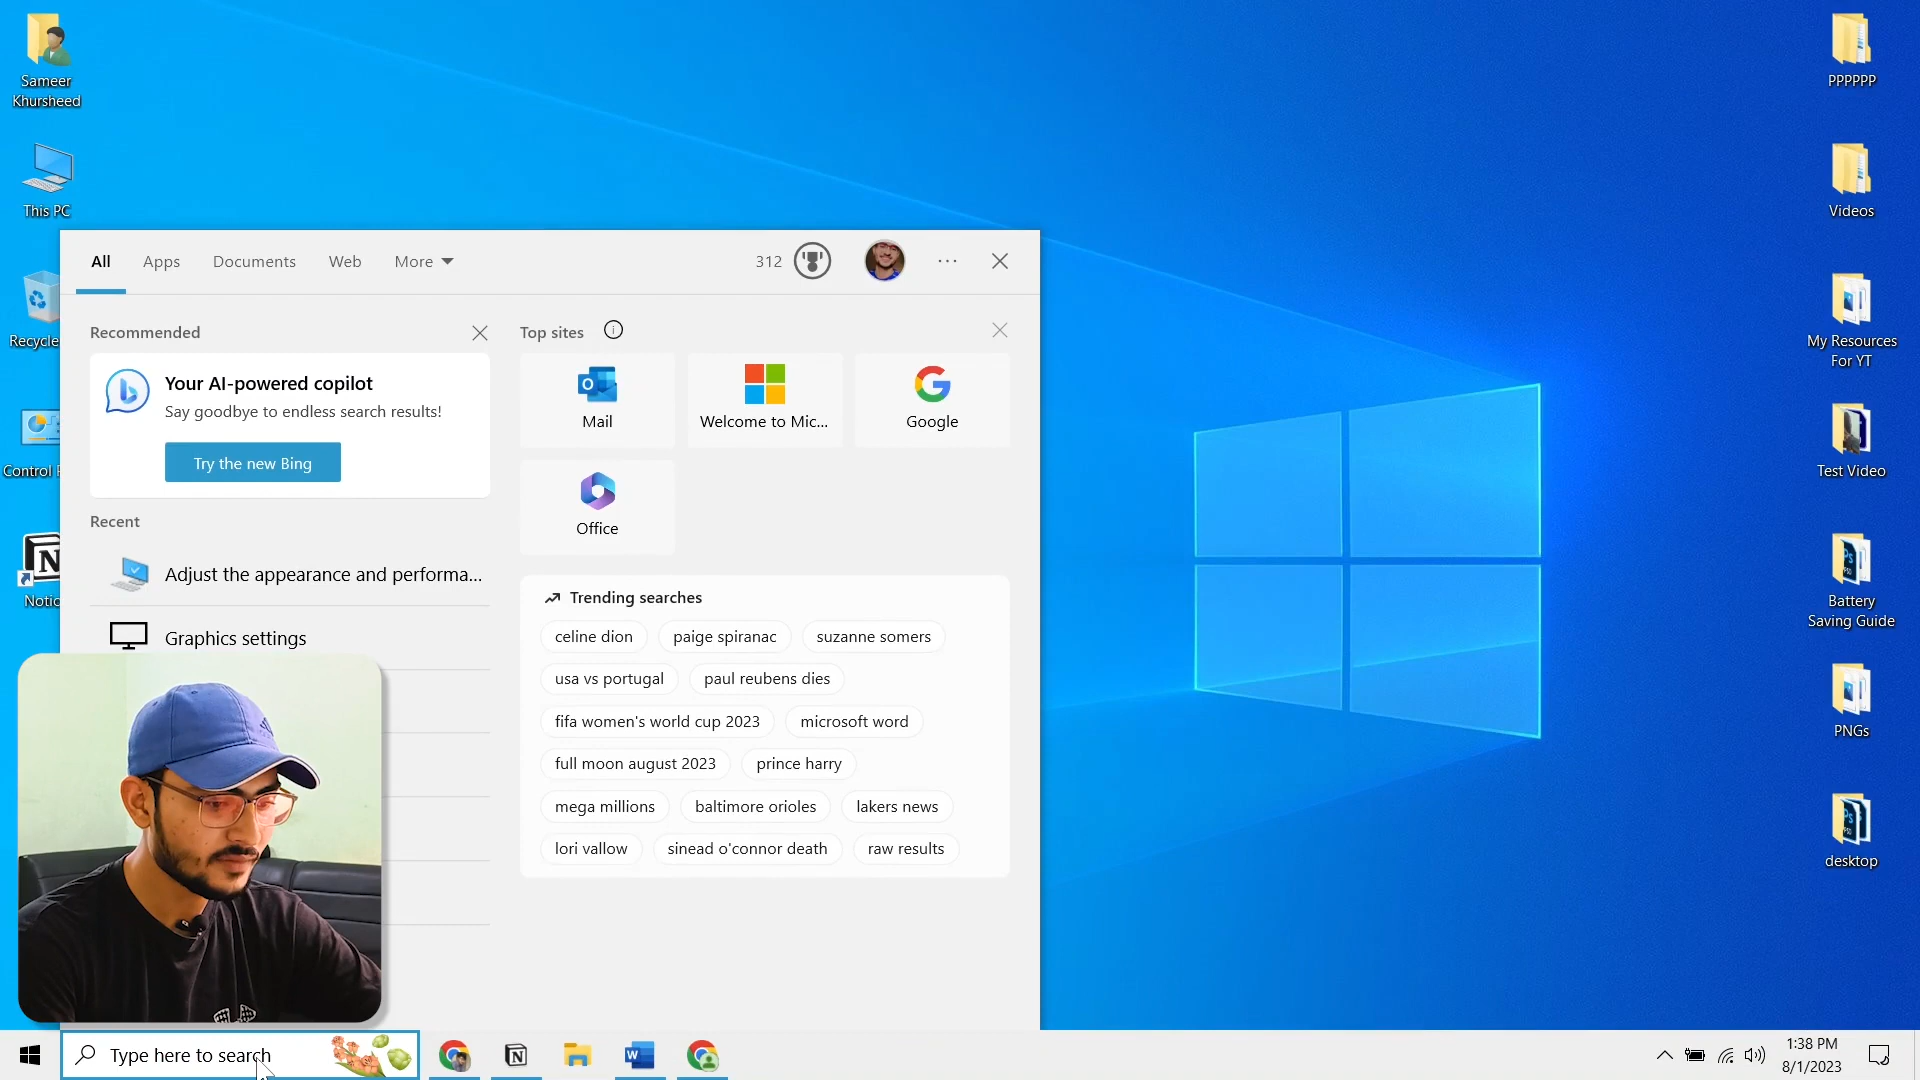 Sameer
Khursheed
This PC
Recycle
Control P
Notio
All
Apps
Documents
Web
More
312
Recommended
Your AI-powered copilot
Say goodbye to endless search results!
Try the new Bing
Recent
Adjust the appearance and performa...
Graphics settings
Top sites
Mail
Welcome to Mic...
Google
Office
Trending searches
celine dion
paige spiranac
suzanne somers
usa vs portugal
paul reubens dies
fifa women's world cup 2023
microsoft word
full moon august 2023
prince harry
mega millions
baltimore orioles
lakers news
lori vallow
sinead o'connor death
raw results
PPPPPP
Videos
My Resources
For YT
Test Video
Battery
Saving Guide
PNGs
desktop
Type here to search
1:38 PM
8/1/2023